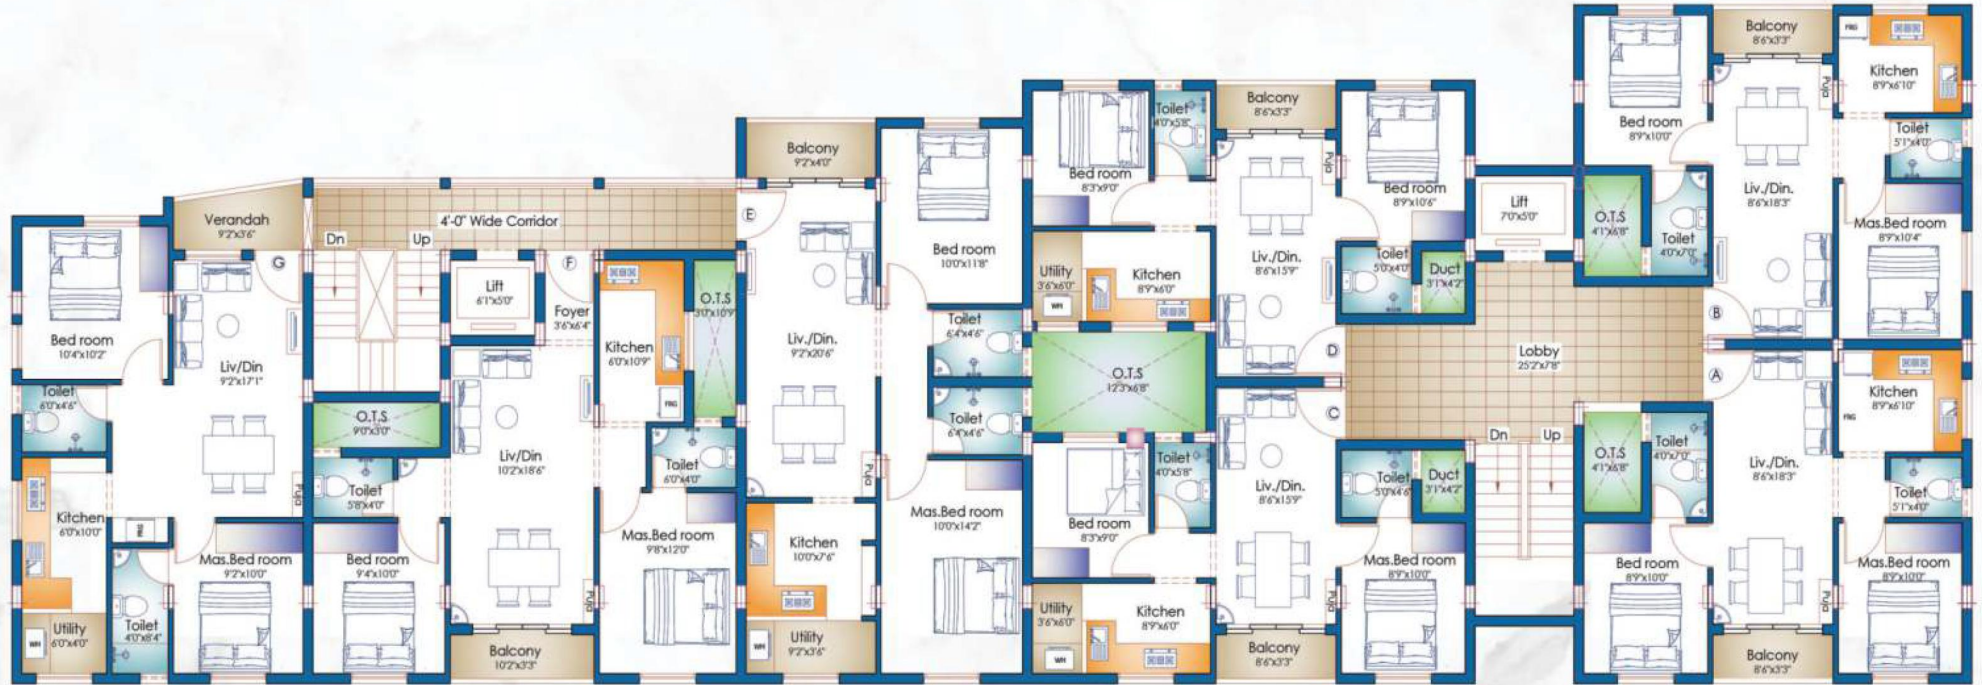 Verandah
9'2"x3'6"
4'-0" Wide Corridor
Dn
Up
G
F
E
Bed room
10'4"x10'2"
Liv/Din
9'2"x17'1"
Toilet
6'0"x4'6"
Kitchen
6'0"x10'0"
FRG
Puja
Utility
6'0"x4'0"
WM
Toilet
4'0"x8'4"
Mas.Bed room
9'2"x10'0"
Lift
6'1"x5'0"
Foyer
3'6"x6'4"
Kitchen
6'0"x10'9"
FRG
O.T.S
3'0"x10'9"
O.T.S
9'0"x3'0"
Toilet
5'8"x4'0"
Liv/Din
10'2"x18'6"
Toilet
6'0"x4'0"
Bed room
9'4"x10'0"
Mas.Bed room
9'8"x12'0"
Puja
Balcony
10'2"x3'3"
Balcony
9'2"x4'0"
Liv./Din.
9'2"x20'6"
Bed room
10'0"x11'8"
Toilet
6'4"x4'6"
Toilet
6'4"x4'6"
Puja
Mas.Bed room
10'0"x14'2"
Kitchen
10'0"x7'6"
Utility
9'2"x3'6"
WM
Bed room
8'3"x9'0"
Toilet
4'0"x5'8"
Balcony
8'6"x3'3"
Puja
Bed room
8'9"x10'6"
Liv./Din.
8'6"x15'9"
Utility
3'6"x6'0"
WM
Kitchen
8'9"x6'0"
Toilet
5'0"x4'0"
Duct
3'1"x4'2"
D
O.T.S
12'3"x6'8"
C
Bed room
8'3"x9'0"
Toilet
4'0"x5'8"
Liv./Din.
8'6"x15'9"
Toilet
5'0"x4'6"
Duct
3'1"x4'2"
Mas.Bed room
8'9"x10'0"
Puja
Utility
3'6"x6'0"
WM
Kitchen
8'9"x6'0"
Balcony
8'6"x3'3"
Lift
7'0"x5'0"
Lobby
25'2"x7'8"
Dn
Up
Bed room
8'9"x10'0"
Balcony
8'6"x3'3"
FRG
Kitchen
8'9"x6'10"
Puja
Toilet
5'1"x4'0"
Liv./Din.
8'6"x18'3"
O.T.S
4'1"x6'8"
Toilet
4'0"x7'0"
Mas.Bed room
8'9"x10'4"
B
A
Kitchen
8'9"x6'10"
FRG
O.T.S
4'1"x6'8"
Toilet
4'0"x7'0"
Liv./Din.
8'6"x18'3"
Toilet
5'1"x4'0"
Bed room
8'9"x10'0"
Mas.Bed room
8'9"x10'0"
Puja
Balcony
8'6"x3'3"